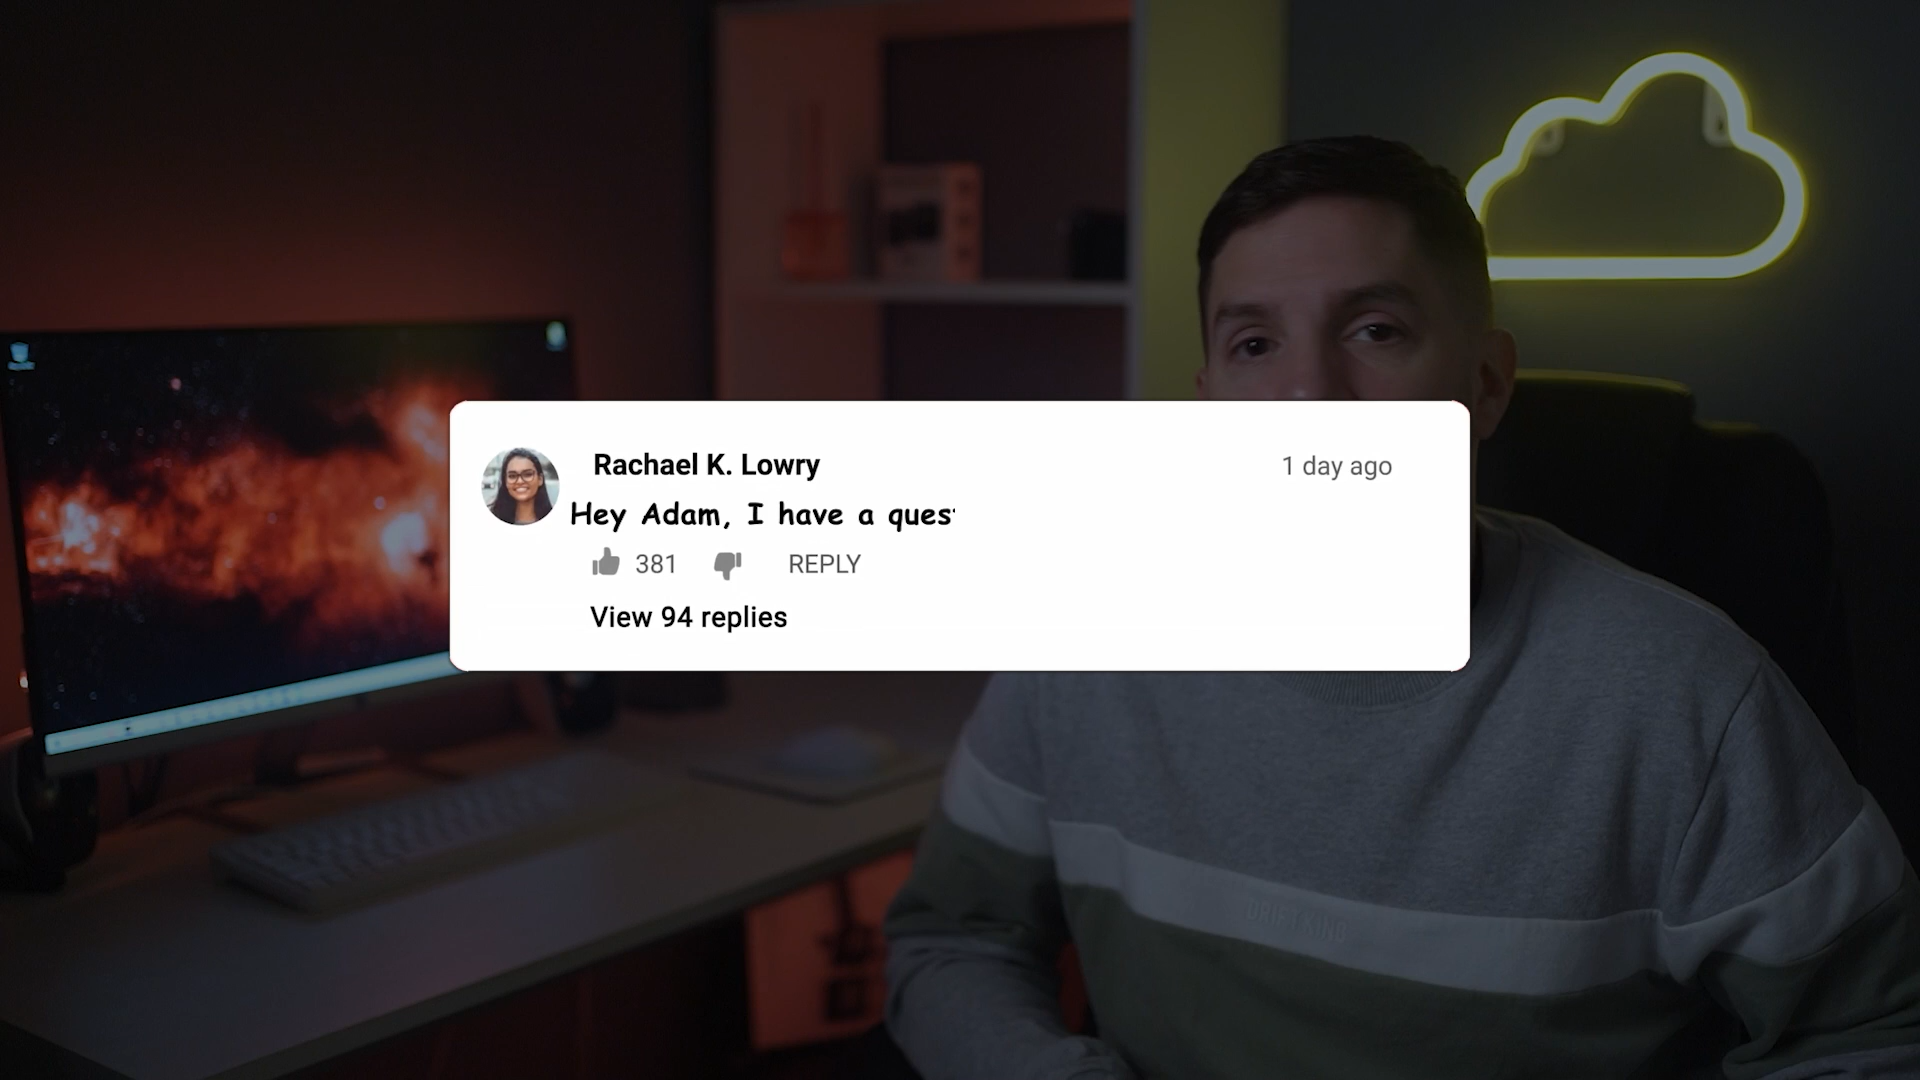 Rachael K. Lowry
1 day ago
Hey Adam, I have a ques
381
REPLY
View 94 replies